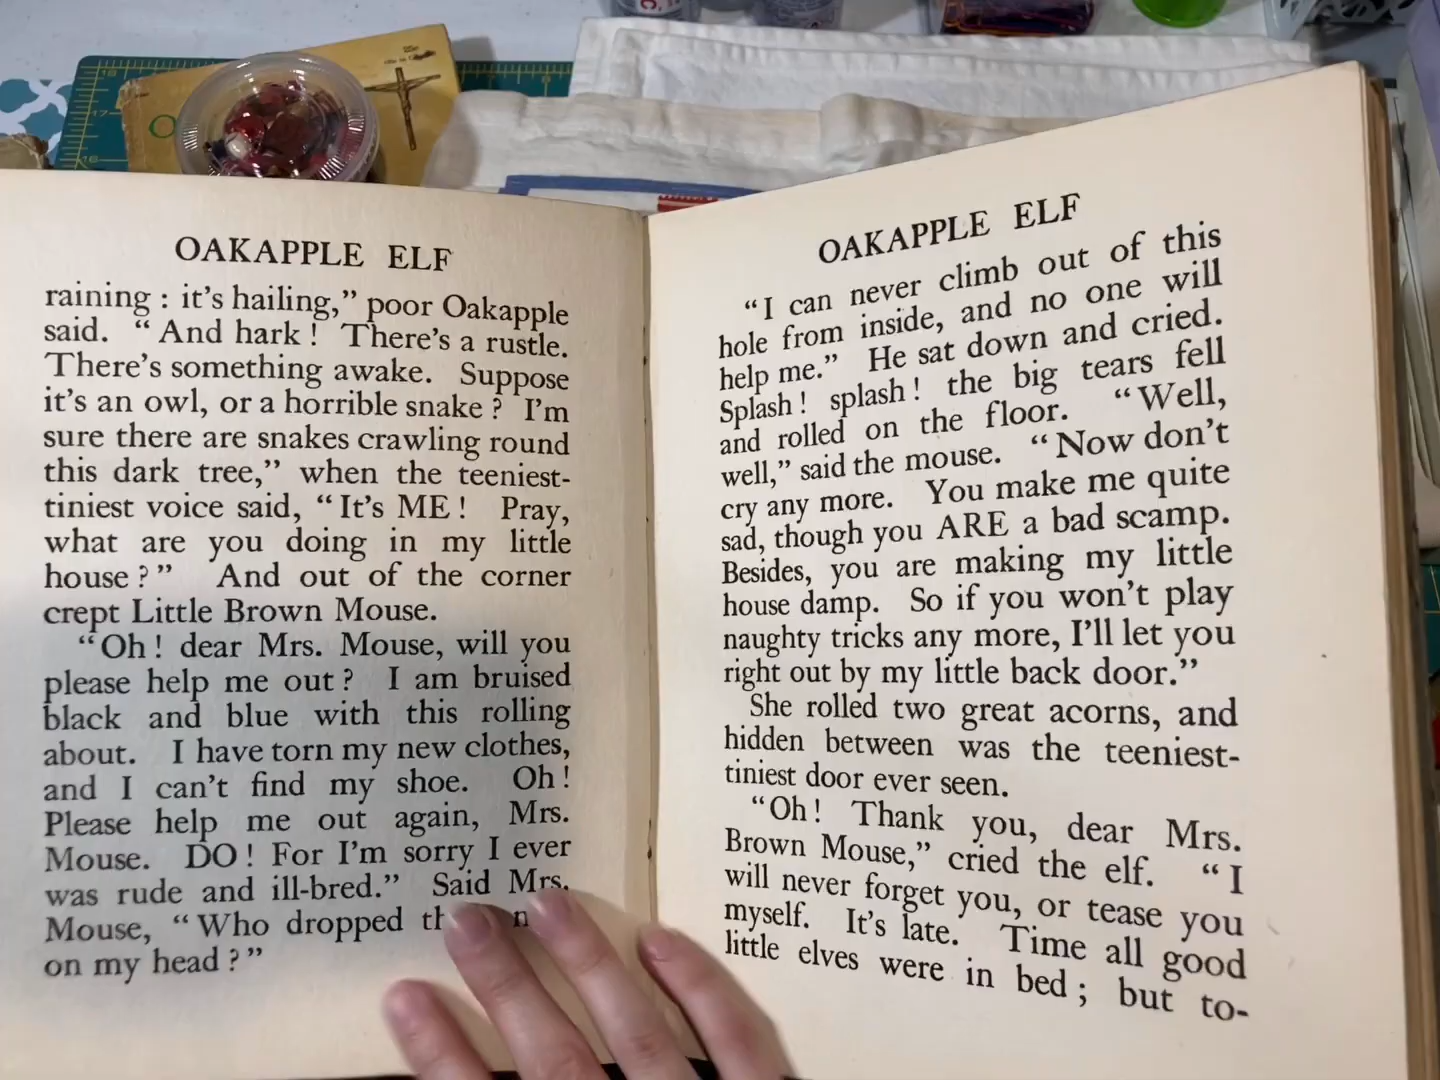 OAKAPPLE ELF
raining : it's hailing,” poor Oakapple
said. “ And hark ! There's a rustle.
There's something awake. Suppose
it's an owl, or a horrible snake ? I'm
sure there are snakes crawling round
this dark tree,” when the teeniest-
tiniest voice said, “ It's ME ! Pray,
what are you doing in my little
house ? ” And out of the corner
crept Little Brown Mouse.
“Oh ! dear Mrs. Mouse, will you
please help me out ? I am bruised
black and blue with this rolling
about. I have torn my new clothes,
and I can't find my shoe. Oh !
Please help me out again, Mrs.
Mouse. DO ! For I'm sorry I ever
was rude and ill-bred.” Said Mrs.
Mouse, “ Who dropped
on my head ? ”
OAKAPPLE ELF
“I can never climb out of this
hole from inside, and no one will
help me.” He sat down and cried.
Splash ! splash ! the big tears fell
and rolled on the floor. “Well,
well,” said the mouse. “Now don't
cry any more. You make me quite
sad, though you ARE a bad scamp.
Besides, you are making my little
house damp. So if you won't play
naughty tricks any more, I'll let you
right out by my little back door.”
She rolled two great acorns, and
hidden between was the teeniest-
tiniest door ever seen.
“Oh ! Thank you, dear Mrs.
Brown Mouse,” cried the elf. “I
will never forget you, or tease you
myself. It's late. Time all good
little elves were in bed ; but to-